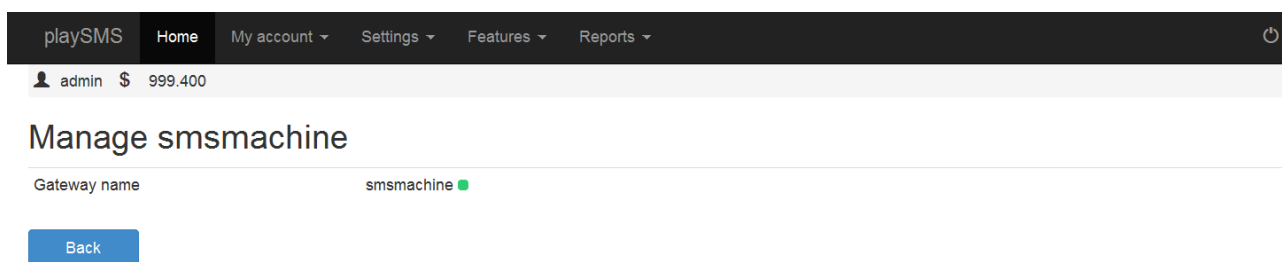 playSMS Home My account Settings Features Reports
admin $ 999.400
Manage smsmachine
Gateway name smsmachine
Back